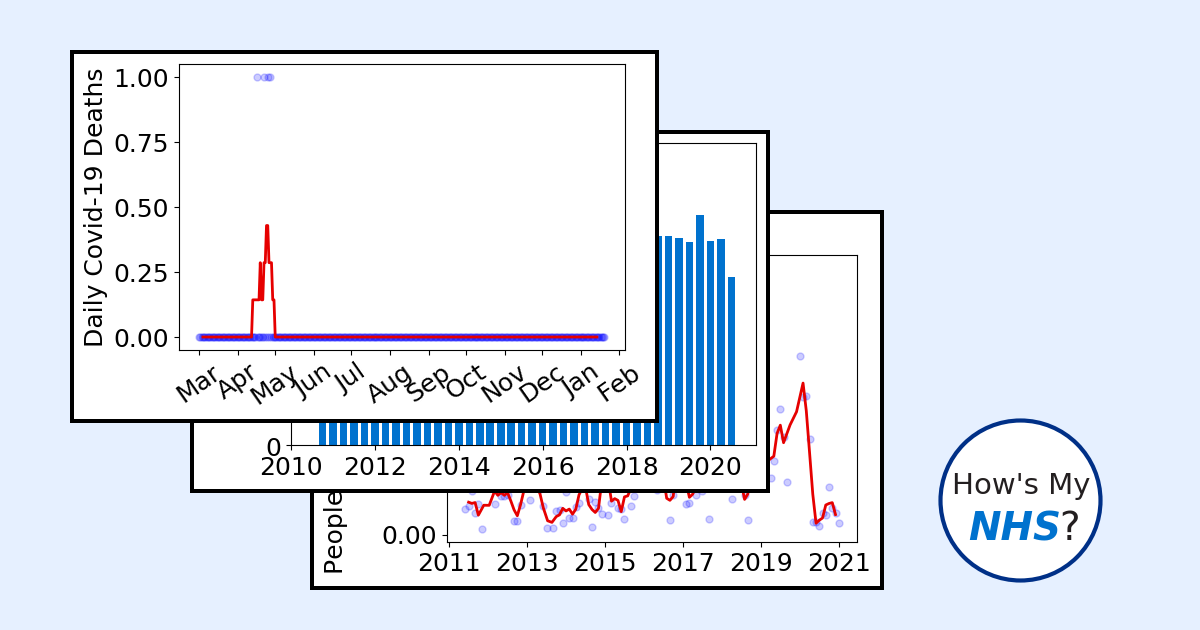 Daily Covid-19 Deaths
1.00
0.75
0.50
0.25
0.00
Mar Apr May Jun Jul Aug Sep Oct Nov Dec Jan Feb
0
2010 2012 2014 2016 2018 2020
People
0.00
2011 2013 2015 2017 2019 2021
How's My
NHS?